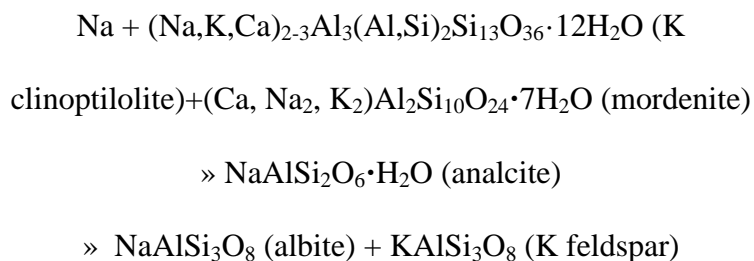 Na + (Na,K,Ca)₂₋₃Al₃(Al,Si)₂Si₁₃O₃₆·12H₂O (K
clinoptilolite)+(Ca, Na₂, K₂)Al₂Si₁₀O₂₄·7H₂O (mordenite)
» NaAlSi₂O₆·H₂O (analcite)
» NaAlSi₃O₈ (albite) + KAlSi₃O₈ (K feldspar)